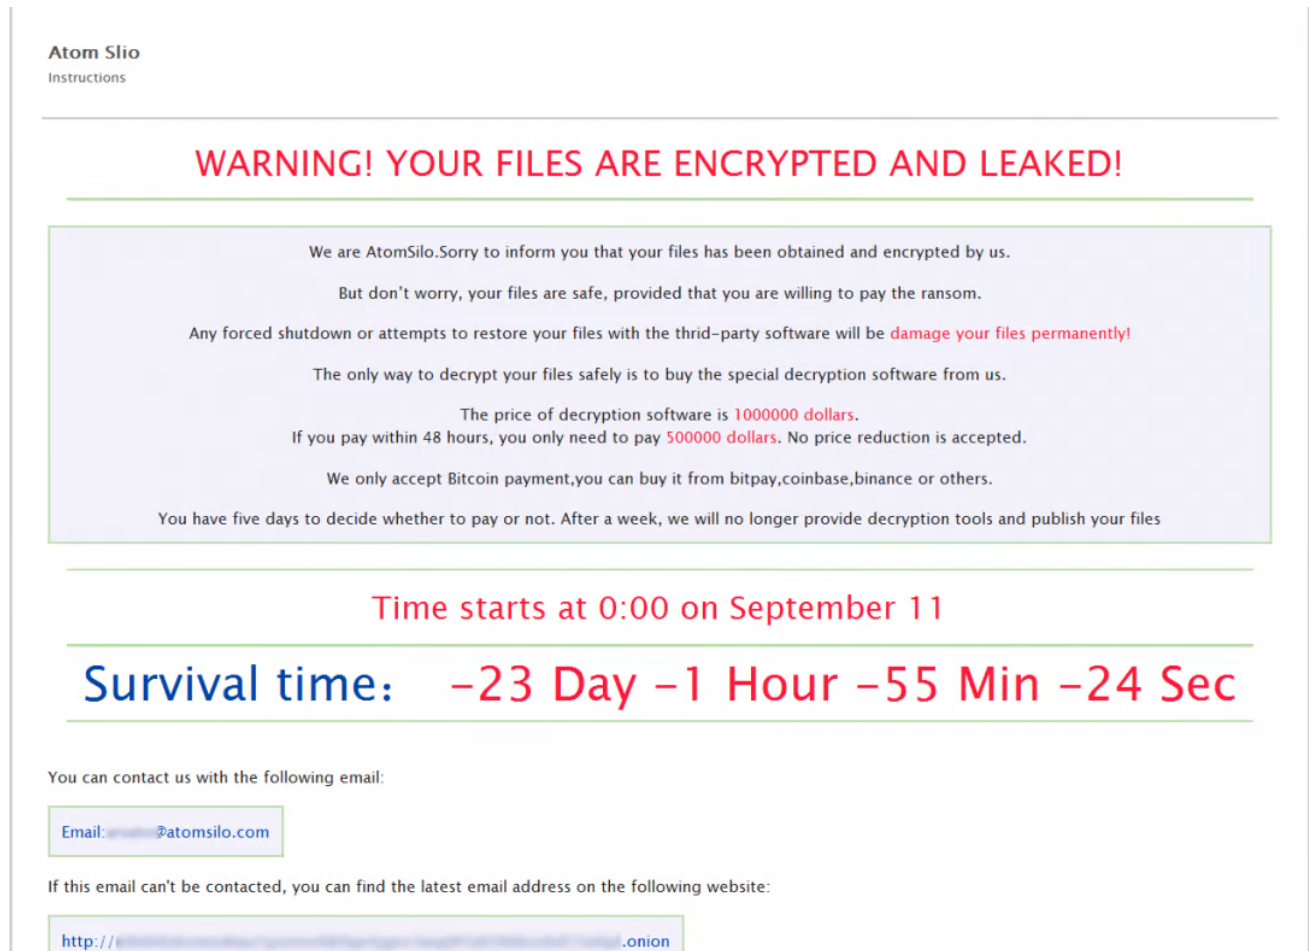 Atom Slio
Instructions
WARNING! YOUR FILES ARE ENCRYPTED AND LEAKED!
We are AtomSilo.Sorry to inform you that your files has been obtained and encrypted by us.
But don't worry, your files are safe, provided that you are willing to pay the ransom.
Any forced shutdown or attempts to restore your files with the thrid-party software will be damage your files permanently!
The only way to decrypt your files safely is to buy the special decryption software from us.
The price of decryption software is 1000000 dollars.
If you pay within 48 hours, you only need to pay 500000 dollars. No price reduction is accepted.
We only accept Bitcoin payment,you can buy it from bitpay,coinbase,binance or others.
You have five days to decide whether to pay or not. After a week, we will no longer provide decryption tools and publish your files
Time starts at 0:00 on September 11
Survival time: -23 Day -1 Hour -55 Min -24 Sec
You can contact us with the following email:
Email: @atomsilo.com
If this email can't be contacted, you can find the latest email address on the following website:
http:// .onion